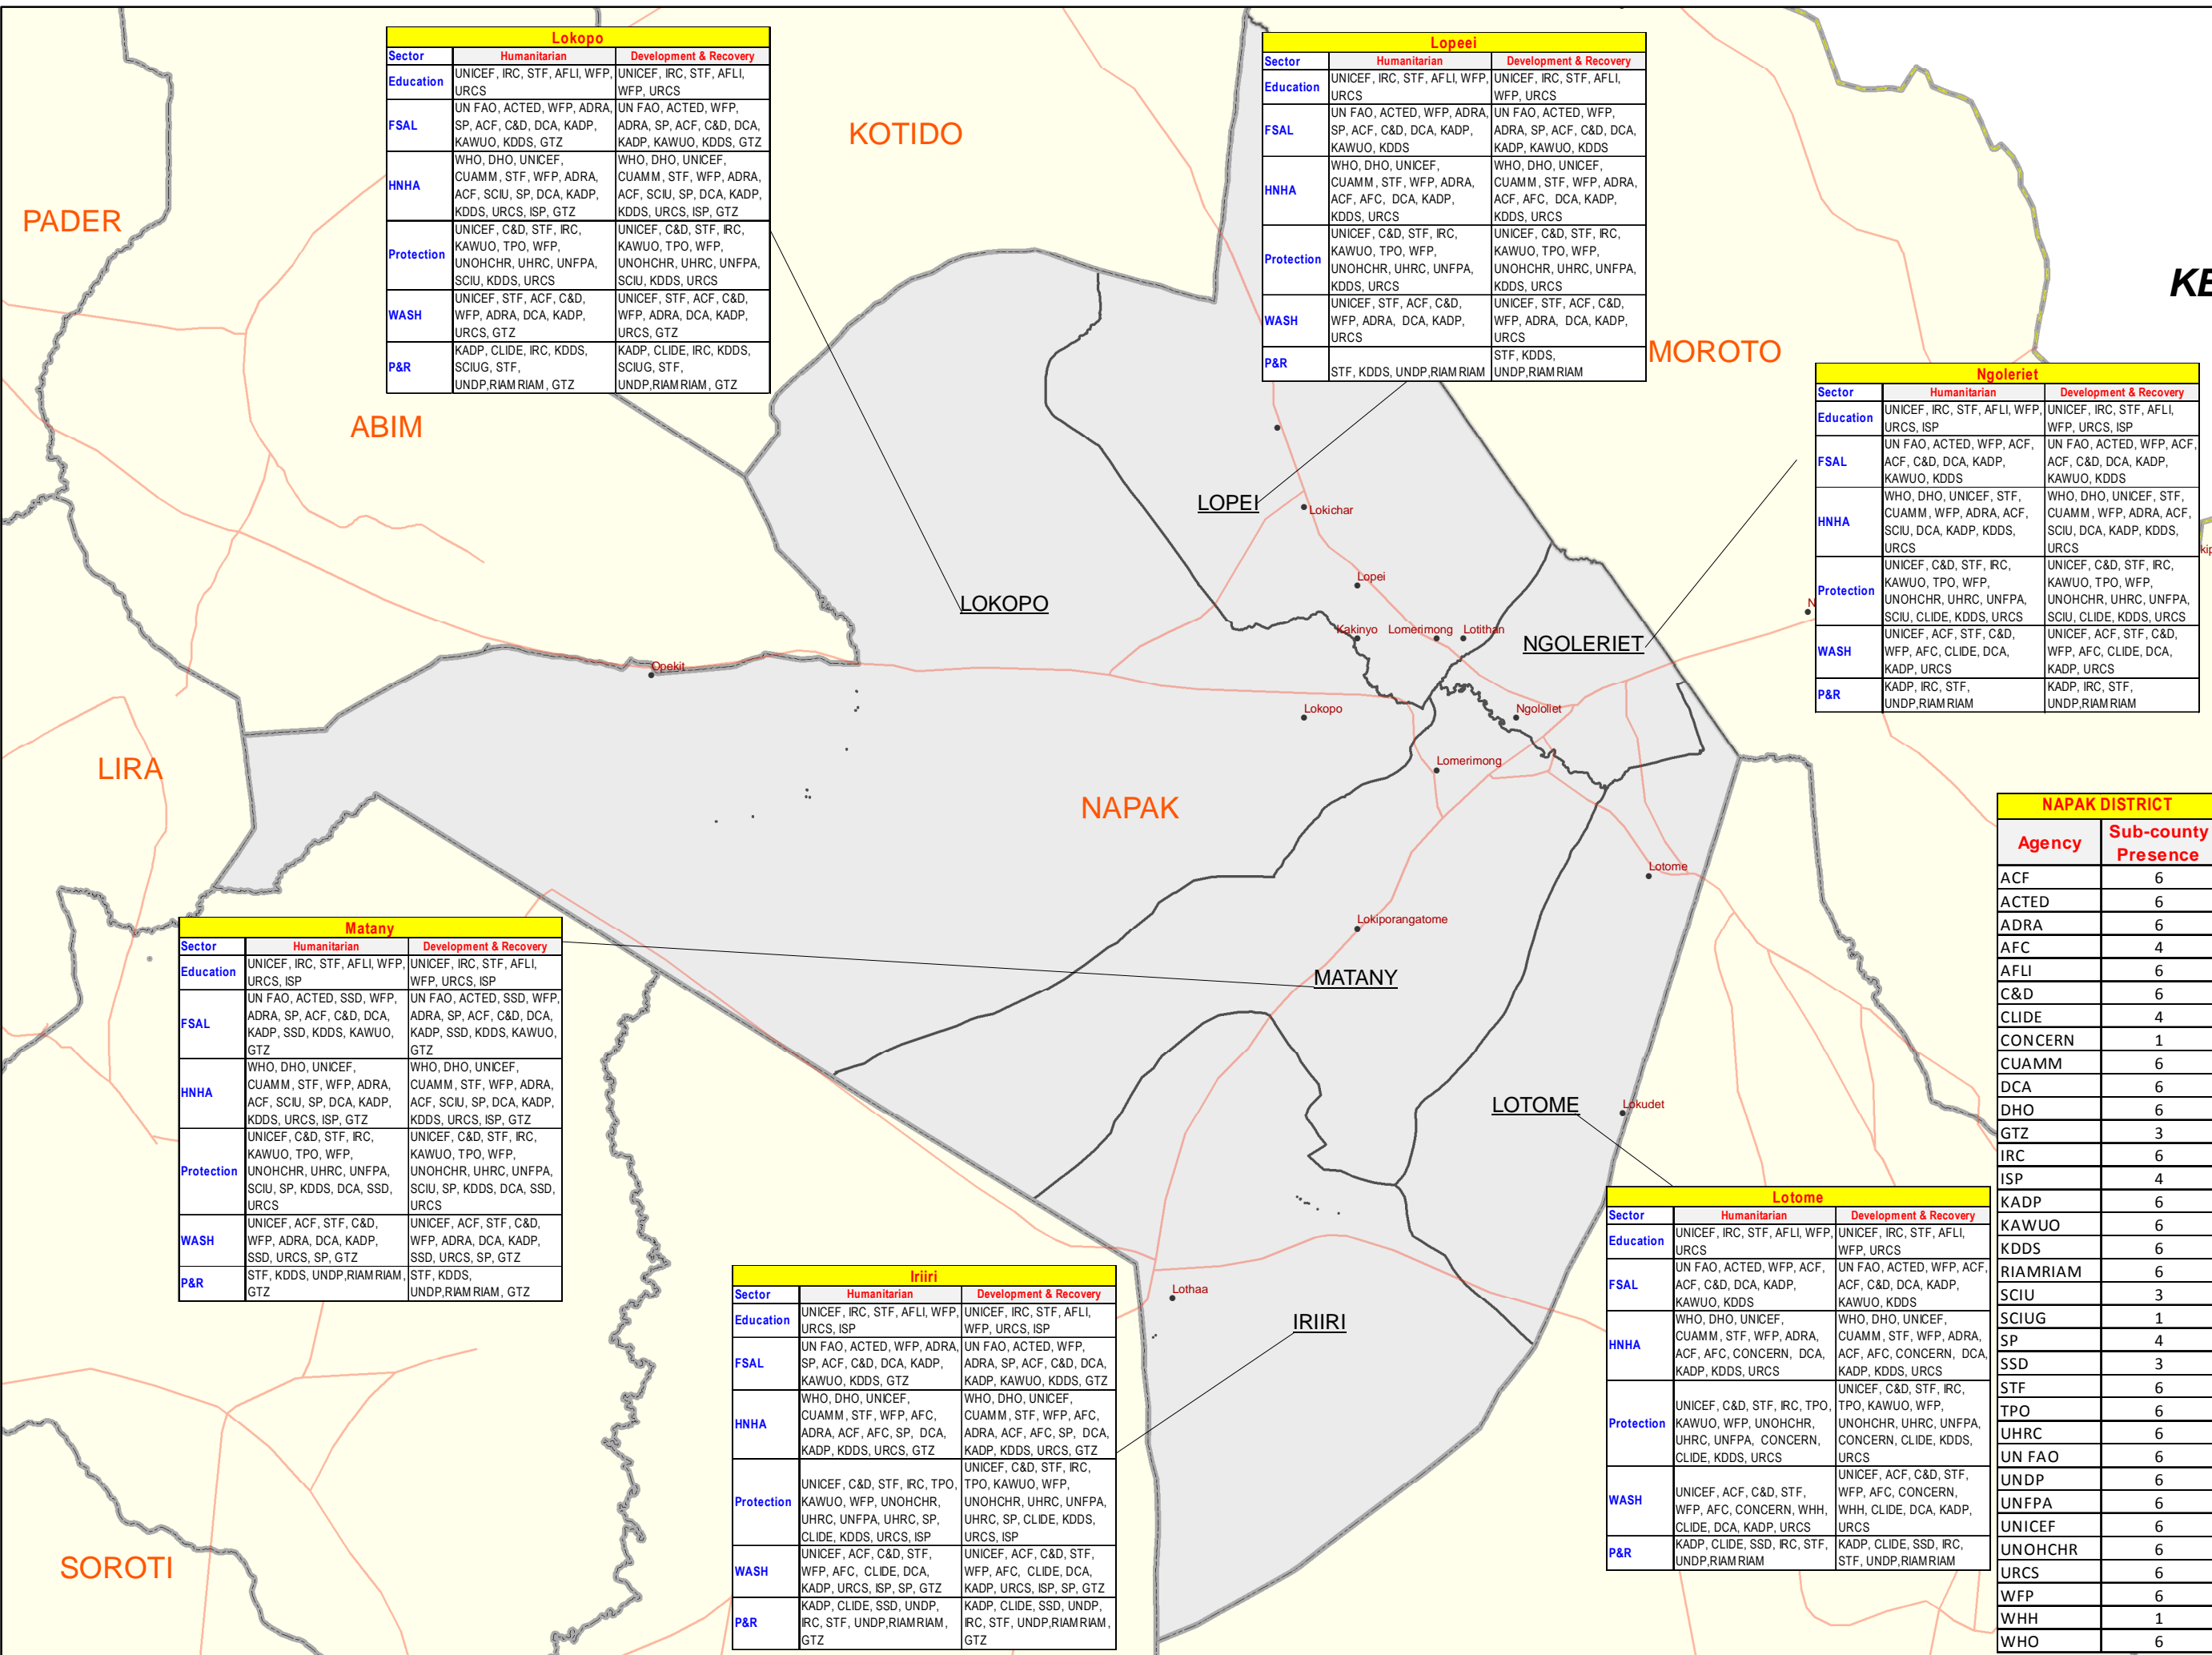 Lokopo
Sector Humanitarian Development & Recovery
Education UNICEF, IRC, STF, AFLI, WFP, URCS UNICEF, IRC, STF, AFLI, WFP, URCS
FSAL UN FAO, ACTED, WFP, ADRA, SP, ACF, C&D, DCA, KADP, KAWUO, KDDS, GTZ UN FAO, ACTED, WFP, ADRA, SP, ACF, C&D, DCA, KADP, KAWUO, KDDS, GTZ
HNHA WHO, DHO, UNICEF, CUAMM, STF, WFP, ADRA, ACF, SCIU, SP, DCA, KADP, KDDS, URCS, ISP, GTZ WHO, DHO, UNICEF, CUAMM, STF, WFP, ADRA, ACF, SCIU, SP, DCA, KADP, KDDS, URCS, ISP, GTZ
Protection UNICEF, C&D, STF, IRC, KAWUO, TPO, WFP, UNOHCHR, UHRC, UNFPA, SCIU, KDDS, URCS UNICEF, C&D, STF, IRC, KAWUO, TPO, WFP, UNOHCHR, UHRC, UNFPA, SCIU, KDDS, URCS
WASH UNICEF, STF, ACF, C&D, WFP, ADRA, DCA, KADP, URCS, GTZ UNICEF, STF, ACF, C&D, WFP, ADRA, DCA, KADP, URCS, GTZ
P&R KADP, CLIDE, IRC, KDDS, SCIUG, STF, UNDP,RIAMRIAM, GTZ KADP, CLIDE, IRC, KDDS, SCIUG, STF, UNDP,RIAMRIAM, GTZ
Lopeei
Sector Humanitarian Development & Recovery
Education UNICEF, IRC, STF, AFLI, WFP, URCS UNICEF, IRC, STF, AFLI, WFP, URCS
FSAL UN FAO, ACTED, WFP, ADRA, SP, ACF, C&D, DCA, KADP, KAWUO, KDDS UN FAO, ACTED, WFP, ADRA, SP, ACF, C&D, DCA, KADP, KAWUO, KDDS
HNHA WHO, DHO, UNICEF, CUAMM, STF, WFP, ADRA, ACF, AFC, DCA, KADP, KDDS, URCS WHO, DHO, UNICEF, CUAMM, STF, WFP, ADRA, ACF, AFC, DCA, KADP, KDDS, URCS
Protection UNICEF, C&D, STF, IRC, KAWUO, TPO, WFP, UNOHCHR, UHRC, UNFPA, KDDS, URCS UNICEF, C&D, STF, IRC, KAWUO, TPO, WFP, UNOHCHR, UHRC, UNFPA, KDDS, URCS
WASH UNICEF, STF, ACF, C&D, WFP, ADRA, DCA, KADP, URCS UNICEF, STF, ACF, C&D, WFP, ADRA, DCA, KADP, URCS
P&R STF, KDDS, UNDP,RIAMRIAM STF, KDDS, UNDP,RIAMRIAM
Ngoleriet
Sector Humanitarian Development & Recovery
Education UNICEF, IRC, STF, AFLI, WFP, URCS, ISP UNICEF, IRC, STF, AFLI, WFP, URCS, ISP
FSAL UN FAO, ACTED, WFP, ACF, ACF, C&D, DCA, KADP, KAWUO, KDDS UN FAO, ACTED, WFP, ACF, ACF, C&D, DCA, KADP, KAWUO, KDDS
HNHA WHO, DHO, UNICEF, STF, CUAMM, WFP, ADRA, ACF, SCIU, DCA, KADP, KDDS, URCS WHO, DHO, UNICEF, STF, CUAMM, WFP, ADRA, ACF, SCIU, DCA, KADP, KDDS, URCS
Protection UNICEF, C&D, STF, IRC, KAWUO, TPO, WFP, UNOHCHR, UHRC, UNFPA, SCIU, CLIDE, KDDS, URCS UNICEF, C&D, STF, IRC, KAWUO, TPO, WFP, UNOHCHR, UHRC, UNFPA, SCIU, CLIDE, KDDS, URCS
WASH UNICEF, ACF, STF, C&D, WFP, AFC, CLIDE, DCA, KADP, URCS UNICEF, ACF, STF, C&D, WFP, AFC, CLIDE, DCA, KADP, URCS
P&R KADP, IRC, STF, UNDP,RIAMRIAM KADP, IRC, STF, UNDP,RIAMRIAM
KOTIDO
PADER
KE
MOROTO
ABIM
LOPEI
Lokichar
kip
Lopei
LOKOPO
N
Kakinyo Lomerimong Lotithan
NGOLERIET
Opekit
Lokopo
Ngololiet
LIRA
Lomerimong
NAPAK
Lotome
Lokiporangatome
MATANY
LOTOME
Lokudet
Lothaa
IRIIRI
SOROTI
Matany
Sector Humanitarian Development & Recovery
Education UNICEF, IRC, STF, AFLI, WFP, URCS, ISP UNICEF, IRC, STF, AFLI, WFP, URCS, ISP
FSAL UN FAO, ACTED, SSD, WFP, ADRA, SP, ACF, C&D, DCA, KADP, SSD, KDDS, KAWUO, GTZ UN FAO, ACTED, SSD, WFP, ADRA, SP, ACF, C&D, DCA, KADP, SSD, KDDS, KAWUO, GTZ
HNHA WHO, DHO, UNICEF, CUAMM, STF, WFP, ADRA, ACF, SCIU, SP, DCA, KADP, KDDS, URCS, ISP, GTZ WHO, DHO, UNICEF, CUAMM, STF, WFP, ADRA, ACF, SCIU, SP, DCA, KADP, KDDS, URCS, ISP, GTZ
Protection UNICEF, C&D, STF, IRC, KAWUO, TPO, WFP, UNOHCHR, UHRC, UNFPA, SCIU, SP, KDDS, DCA, SSD, URCS UNICEF, C&D, STF, IRC, KAWUO, TPO, WFP, UNOHCHR, UHRC, UNFPA, SCIU, SP, KDDS, DCA, SSD, URCS
WASH UNICEF, ACF, STF, C&D, WFP, ADRA, DCA, KADP, SSD, URCS, SP, GTZ UNICEF, ACF, STF, C&D, WFP, ADRA, DCA, KADP, SSD, URCS, SP, GTZ
P&R STF, KDDS, UNDP,RIAMRIAM, GTZ STF, KDDS, UNDP,RIAMRIAM, GTZ
Iriiri
Sector Humanitarian Development & Recovery
Education UNICEF, IRC, STF, AFLI, WFP, URCS, ISP UNICEF, IRC, STF, AFLI, WFP, URCS, ISP
FSAL UN FAO, ACTED, WFP, ADRA, SP, ACF, C&D, DCA, KADP, KAWUO, KDDS, GTZ UN FAO, ACTED, WFP, ADRA, SP, ACF, C&D, DCA, KADP, KAWUO, KDDS, GTZ
HNHA WHO, DHO, UNICEF, CUAMM, STF, WFP, AFC, ADRA, ACF, AFC, SP, DCA, KADP, KDDS, URCS, GTZ WHO, DHO, UNICEF, CUAMM, STF, WFP, AFC, ADRA, ACF, AFC, SP, DCA, KADP, KDDS, URCS, GTZ
Protection UNICEF, C&D, STF, IRC, TPO, KAWUO, WFP, UNOHCHR, UHRC, UNFPA, UHRC, SP, CLIDE, KDDS, URCS, ISP UNICEF, C&D, STF, IRC, TPO, KAWUO, WFP, UNOHCHR, UHRC, UNFPA, UHRC, SP, CLIDE, KDDS, URCS, ISP
WASH UNICEF, ACF, C&D, STF, WFP, AFC, CLIDE, DCA, KADP, URCS, ISP, SP, GTZ UNICEF, ACF, C&D, STF, WFP, AFC, CLIDE, DCA, KADP, URCS, ISP, SP, GTZ
P&R KADP, CLIDE, SSD, UNDP, IRC, STF, UNDP,RIAMRIAM, GTZ KADP, CLIDE, SSD, UNDP, IRC, STF, UNDP,RIAMRIAM, GTZ
Lotome
Sector Humanitarian Development & Recovery
Education UNICEF, IRC, STF, AFLI, WFP, URCS UNICEF, IRC, STF, AFLI, WFP, URCS
FSAL UN FAO, ACTED, WFP, ACF, ACF, C&D, DCA, KADP, KAWUO, KDDS UN FAO, ACTED, WFP, ACF, ACF, C&D, DCA, KADP, KAWUO, KDDS
HNHA WHO, DHO, UNICEF, CUAMM, STF, WFP, ADRA, ACF, AFC, CONCERN, DCA, KADP, KDDS, URCS WHO, DHO, UNICEF, CUAMM, STF, WFP, ADRA, ACF, AFC, CONCERN, DCA, KADP, KDDS, URCS
Protection UNICEF, C&D, STF, IRC, TPO, KAWUO, WFP, UNOHCHR, UHRC, UNFPA, CONCERN, CLIDE, KDDS, URCS UNICEF, C&D, STF, IRC, TPO, KAWUO, WFP, UNOHCHR, UHRC, UNFPA, CONCERN, CLIDE, KDDS, URCS
WASH UNICEF, ACF, C&D, STF, WFP, AFC, CONCERN, WHH, CLIDE, DCA, KADP, URCS UNICEF, ACF, C&D, STF, WFP, AFC, CONCERN, WHH, CLIDE, DCA, KADP, URCS
P&R KADP, CLIDE, SSD, IRC, STF, UNDP,RIAMRIAM KADP, CLIDE, SSD, IRC, STF, UNDP,RIAMRIAM
NAPAK DISTRICT
Agency Sub-county Presence
ACF 6
ACTED 6
ADRA 6
AFC 4
AFLI 6
C&D 6
CLIDE 4
CONCERN 1
CUAMM 6
DCA 6
DHO 6
GTZ 3
IRC 6
ISP 4
KADP 6
KAWUO 6
KDDS 6
RIAMRIAM 6
SCIU 3
SCIUG 1
SP 4
SSD 3
STF 6
TPO 6
UHRC 6
UN FAO 6
UNDP 6
UNFPA 6
UNICEF 6
UNOHCHR 6
URCS 6
WFP 6
WHH 1
WHO 6